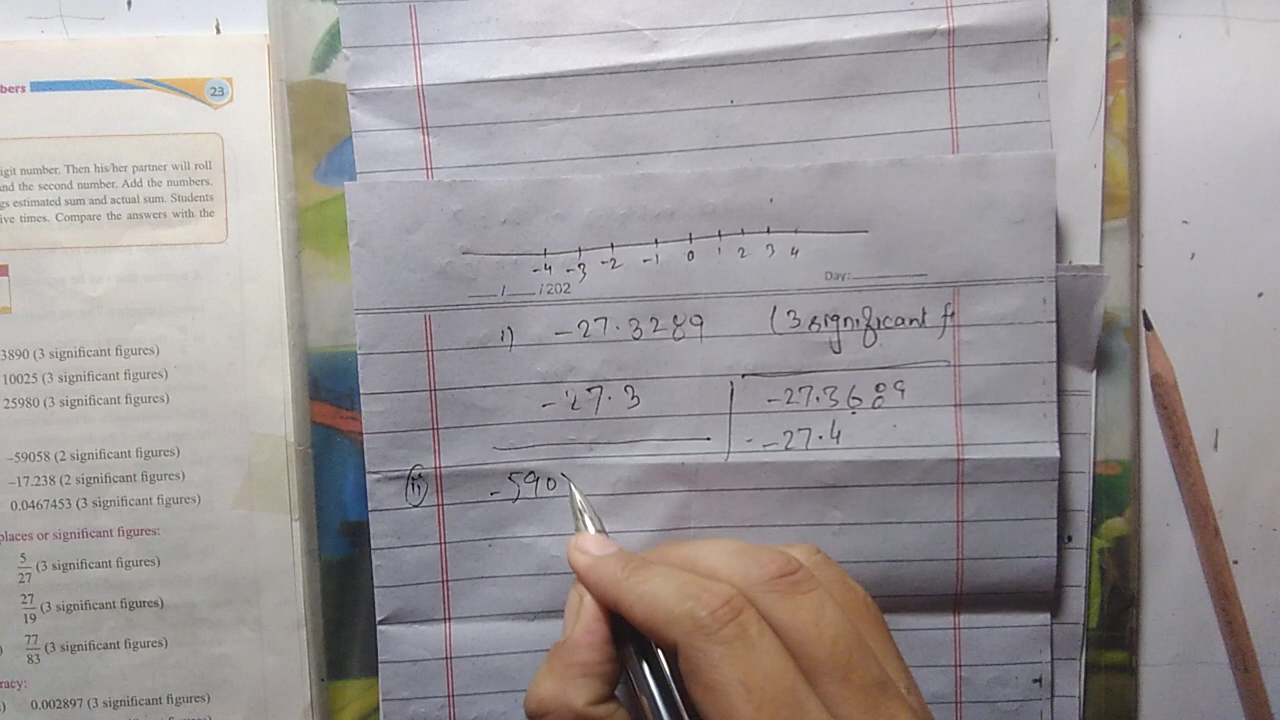 bers 23
igit number. Then his/her partner will roll
nd the second number. Add the numbers.
gs estimated sum and actual sum. Students
ive times. Compare the answers with the
3890 (3 significant figures)
10025 (3 significant figures)
25980 (3 significant figures)
–59058 (2 significant figures)
–17.238 (2 significant figures)
0.0467453 (3 significant figures)
places or significant figures:
5/27 (3 significant figures)
27/19 (3 significant figures)
77/83 (3 significant figures)
racy:
0.002897 (3 significant figures)
-4 -3 -2 -1 0 1 2 3 4
/ /202 Day:
i) -27.3289 (3 significant f
-27.3 -27.3689
-27.4
ii) -590